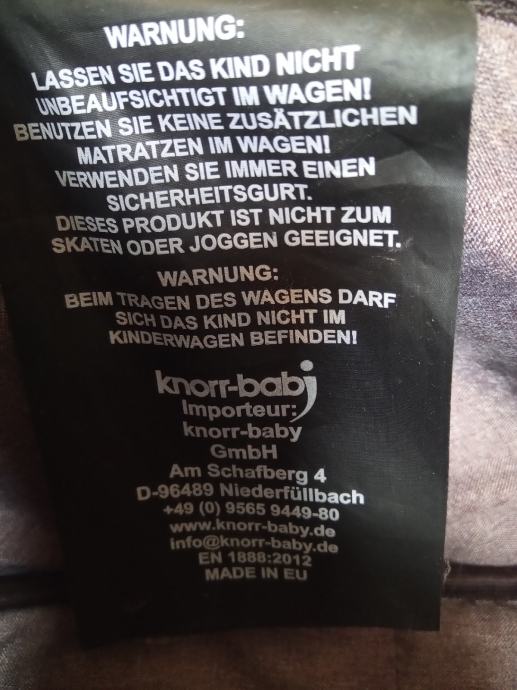 WARNUNG:
LASSEN SIE DAS KIND NICHT
UNBEAUFSICHTIGT IM WAGEN!
BENUTZEN SIE KEINE ZUSÄTZLICHEN
MATRATZEN IM WAGEN!
VERWENDEN SIE IMMER EINEN
SICHERHEITSGURT.
DIESES PRODUKT IST NICHT ZUM
SKATEN ODER JOGGEN GEEIGNET.
WARNUNG:
BEIM TRAGEN DES WAGENS DARF
SICH DAS KIND NICHT IM
KINDERWAGEN BEFINDEN!
knorr-baby
Importeur:
knorr-baby
GmbH
Am Schafberg 4
D-96489 Niederfüllbach
+49 (0) 9565 9449-80
www.knorr-baby.de
info@knorr-baby.de
EN 1888:2012
MADE IN EU